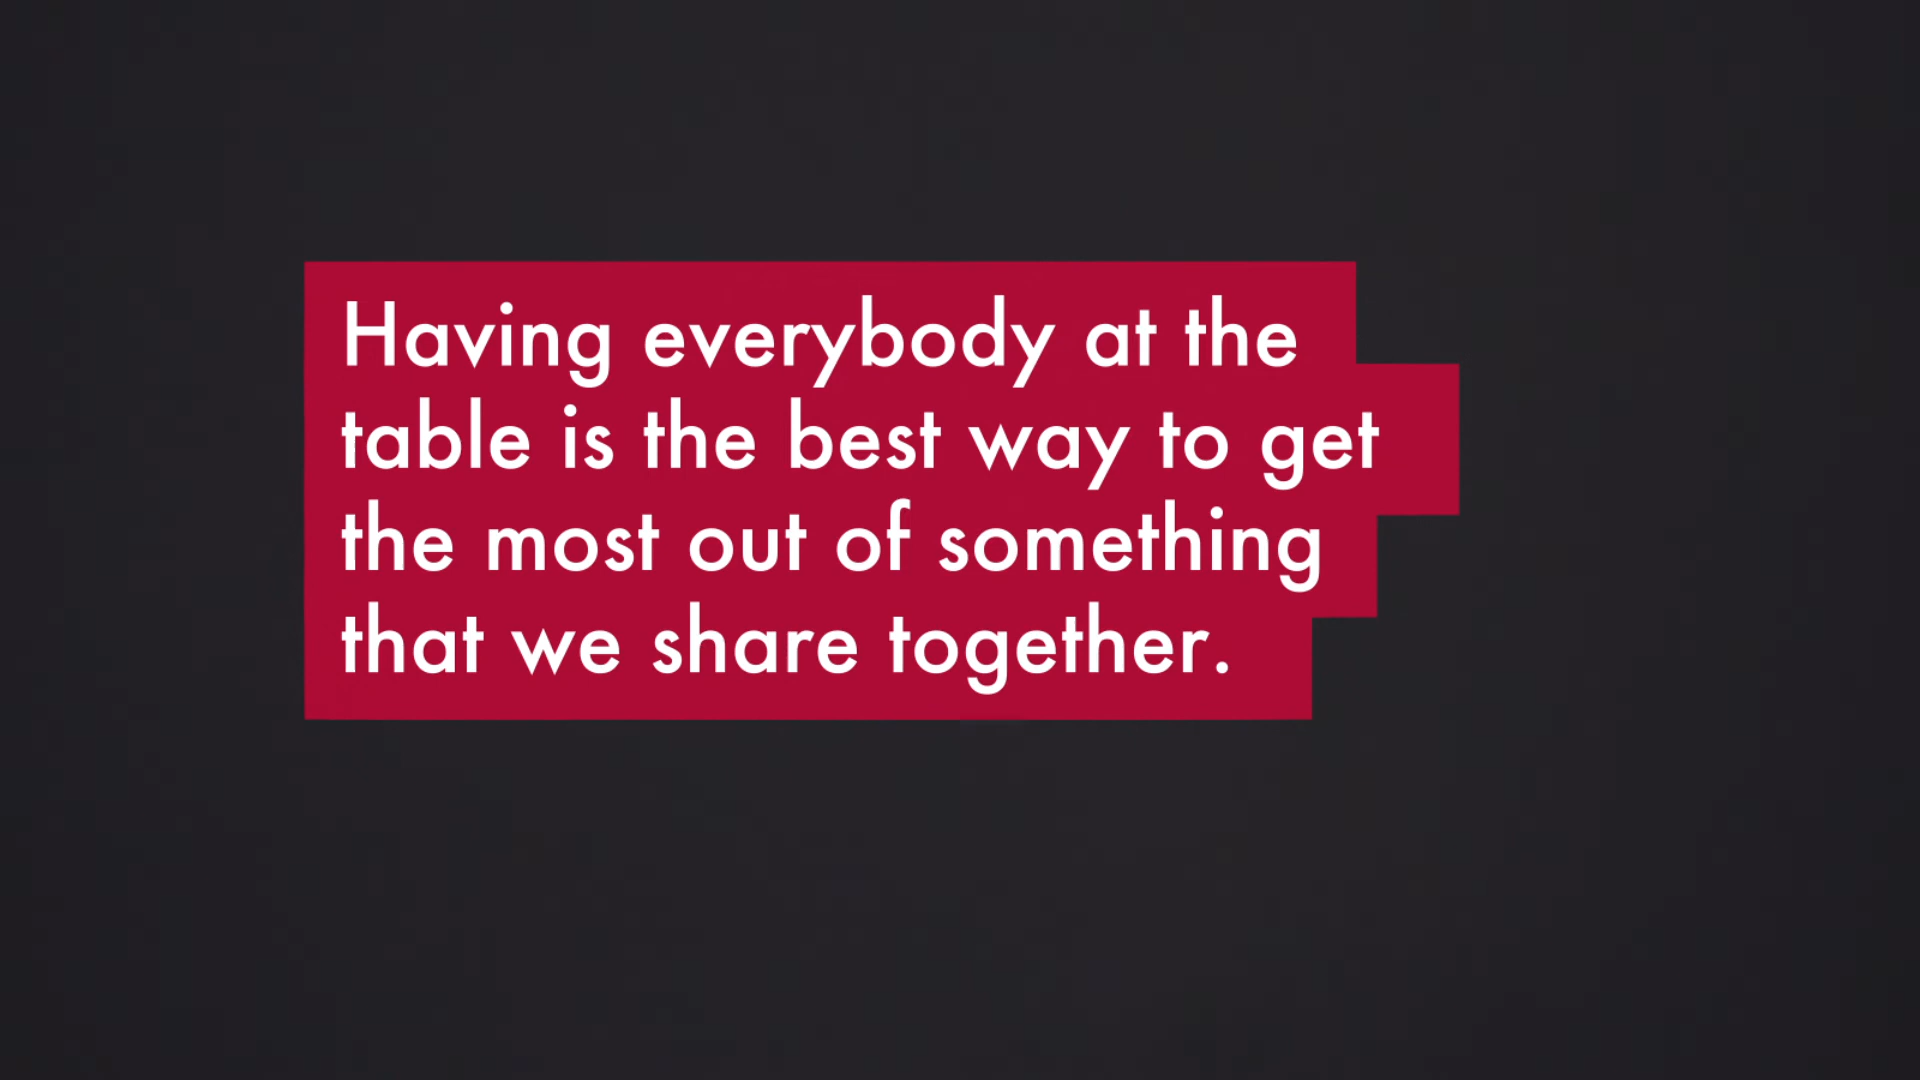 Having everybody at the
table is the best way to get
the most out of something
that we share together.